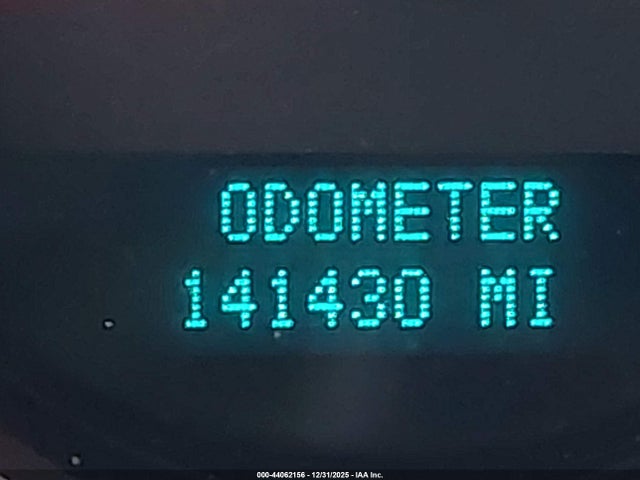 ODOMETER
141430 MI
000-44062156 - 12/31/2025 - IAA Inc.